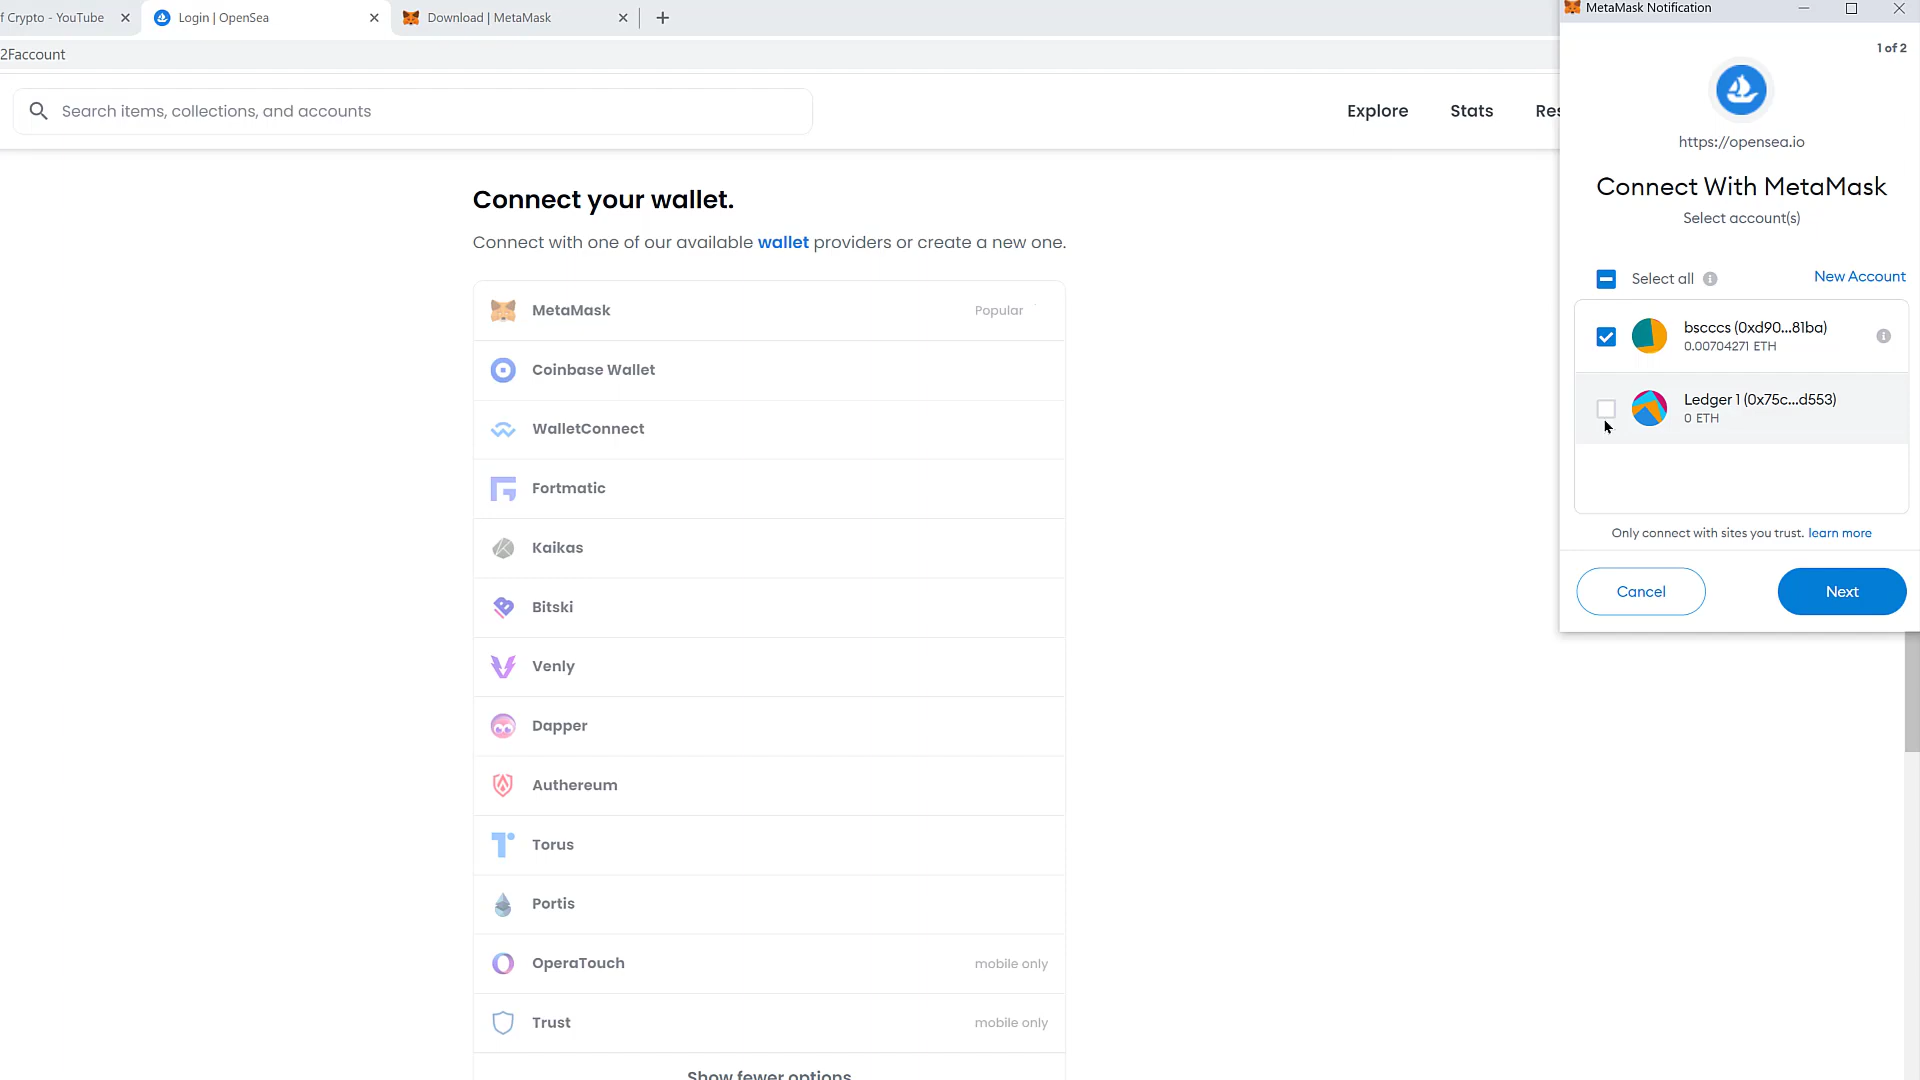 f Crypto - YouTube
Login | OpenSea
Download | MetaMask
2Faccount
Search items, collections, and accounts
Explore
Stats
Res
Connect your wallet.
Connect with one of our available wallet providers or create a new one.
MetaMask
Popular
Coinbase Wallet
WalletConnect
Fortmatic
Kaikas
Bitski
Venly
Dapper
Authereum
Torus
Portis
OperaTouch
mobile only
Trust
mobile only
Show fewer options
MetaMask Notification
1 of 2
https://opensea.io
Connect With MetaMask
Select account(s)
Select all
New Account
bscccs (0xd90...81ba)
0.00704271 ETH
Ledger 1 (0x75c...d553)
0 ETH
Only connect with sites you trust. learn more
Cancel
Next